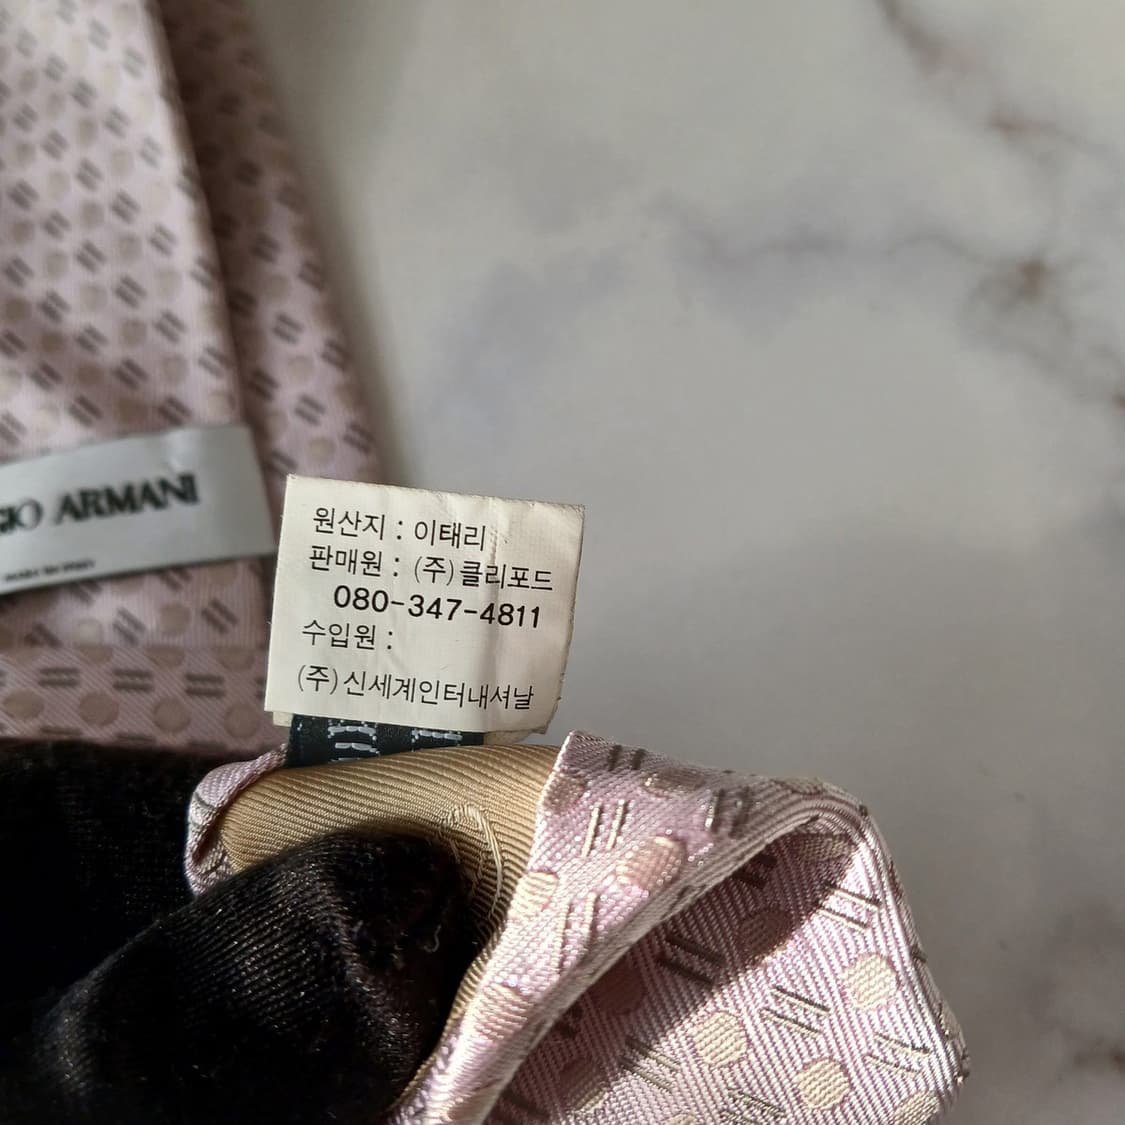 GIO ARMANI
원산지 : 이태리
판매원 : (주)클리포드
080-347-4811
수입원 :
(주)신세계인터내셔날